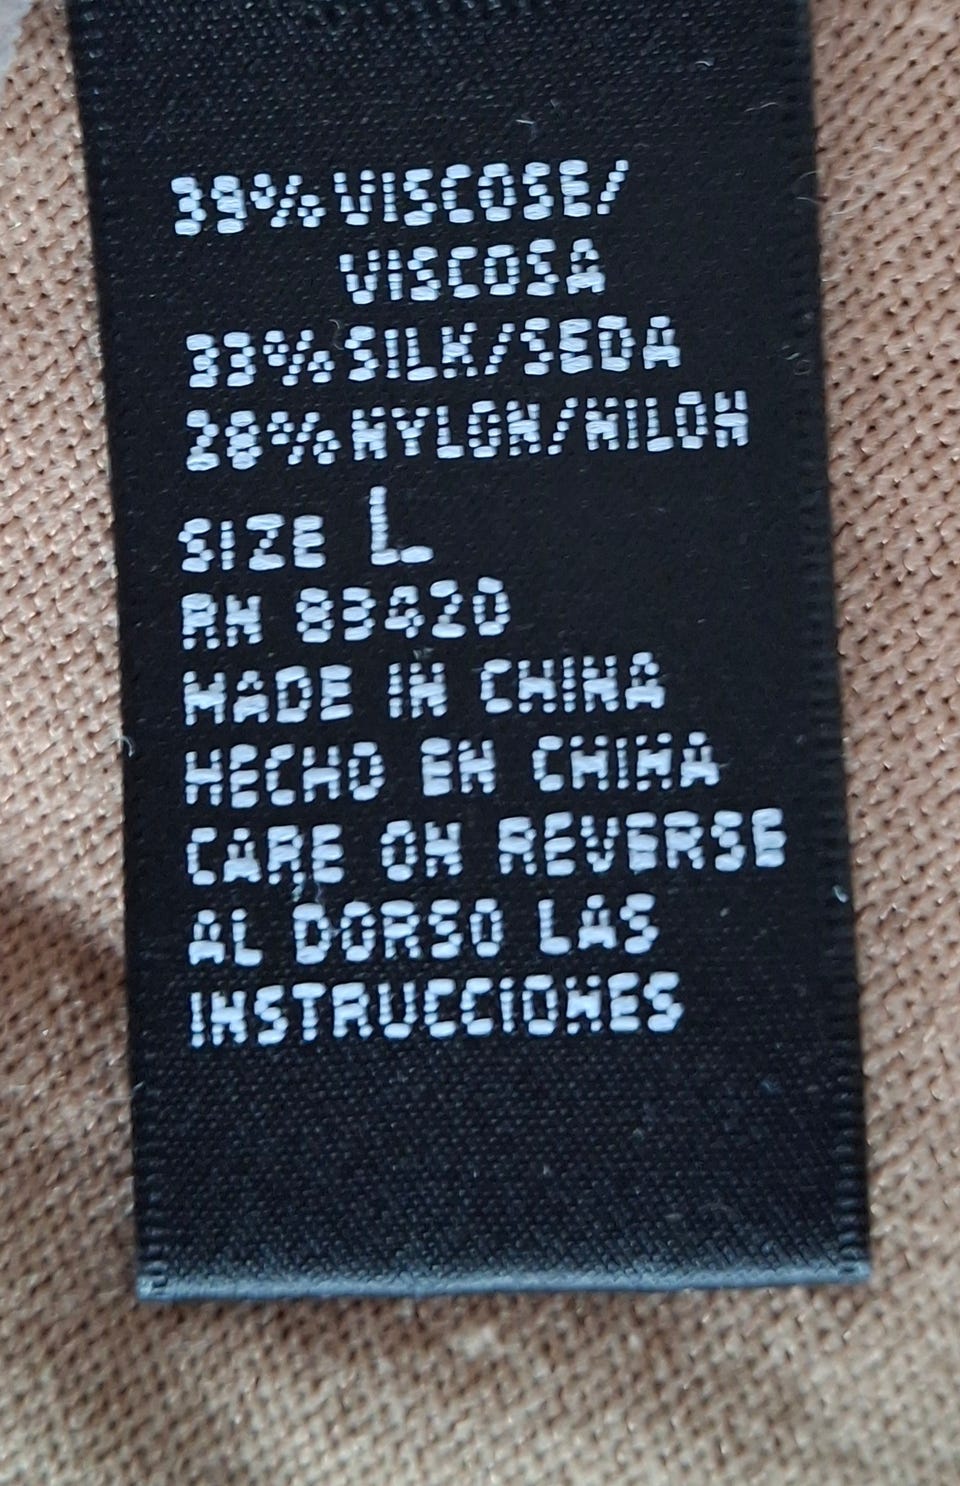 39% VISCOSE/
VISCOSA
33% SILK/SEDA
28% NYLON/NILON
SIZE L
RN 83420
MADE IN CHINA
HECHO EN CHINA
CARE ON REVERSE
AL DORSO LAS
INSTRUCCIONES